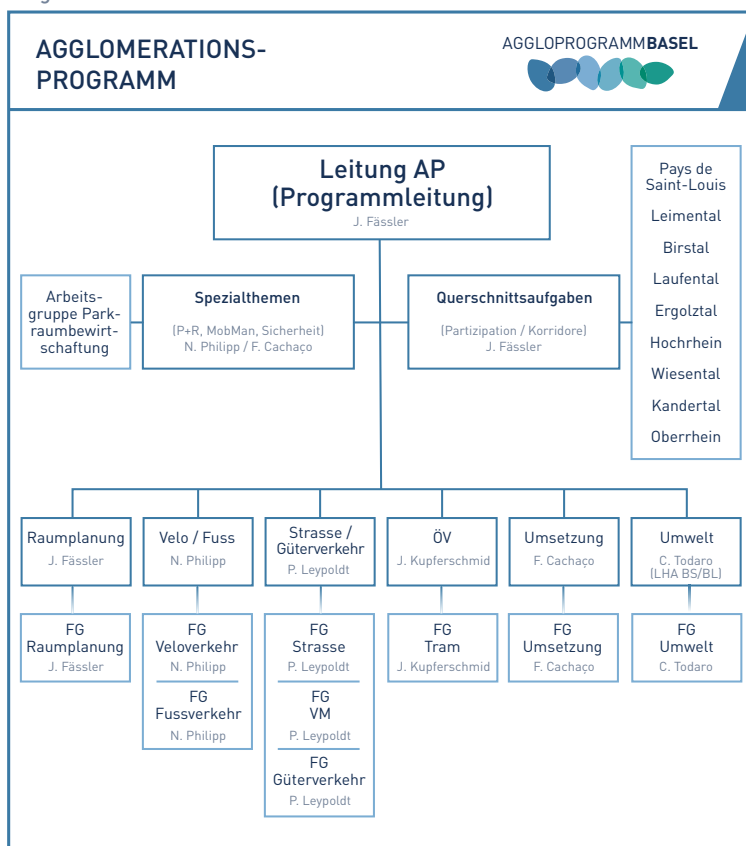 AGGLOMERATIONS-
PROGRAMM
AGGLOPROGRAMMBASEL
Leitung AP
(Programmleitung)
J. Fässler
Arbeits-
gruppe Park-
raumbewirt-
schaftung
Spezialthemen
(P+R, MobMan, Sicherheit)
N. Philipp / F. Cachaço
Querschnittsaufgaben
(Partizipation / Korridore)
J. Fässler
Pays de
Saint-Louis
Leimental
Birstal
Laufental
Ergolztal
Hochrhein
Wiesental
Kandertal
Oberrhein
Raumplanung
J. Fässler
Velo / Fuss
N. Philipp
Strasse /
Güterverkehr
P. Leypoldt
ÖV
J. Kupferschmid
Umsetzung
F. Cachaço
Umwelt
C. Todaro
(LHA BS/BL)
FG
Raumplanung
J. Fässler
FG
Veloverkehr
N. Philipp
FG
Fussverkehr
N. Philipp
FG
Strasse
P. Leypoldt
FG
VM
P. Leypoldt
FG
Güterverkehr
P. Leypoldt
FG
Tram
J. Kupferschmid
FG
Umsetzung
F. Cachaço
FG
Umwelt
C. Todaro